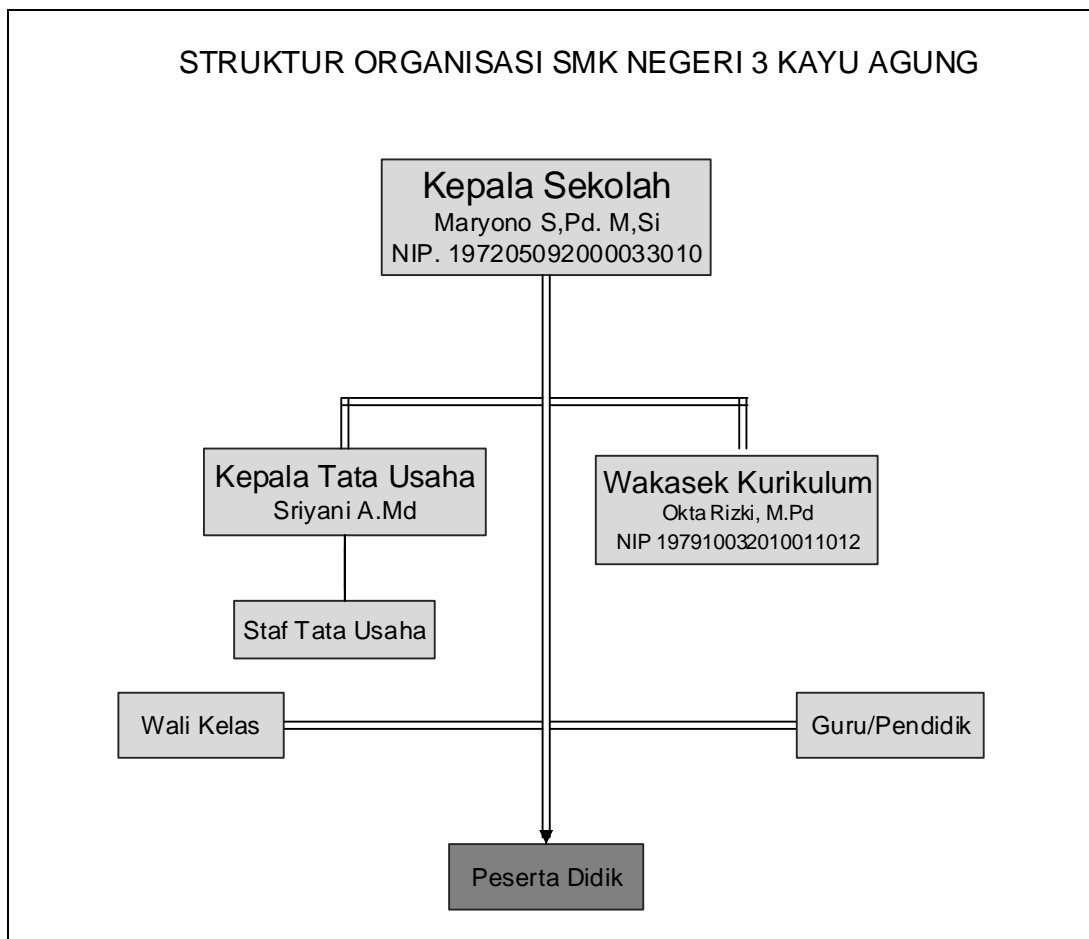 STRUKTUR ORGANISASI SMK NEGERI 3 KAYU AGUNG
Kepala Sekolah
Maryono S,Pd. M,Si
NIP. 197205092000033010
Kepala Tata Usaha
Sriyani A.Md
Wakasek Kurikulum
Okta Rizki, M.Pd
NIP 197910032010011012
Staf Tata Usaha
Wali Kelas
Guru/Pendidik
Peserta Didik